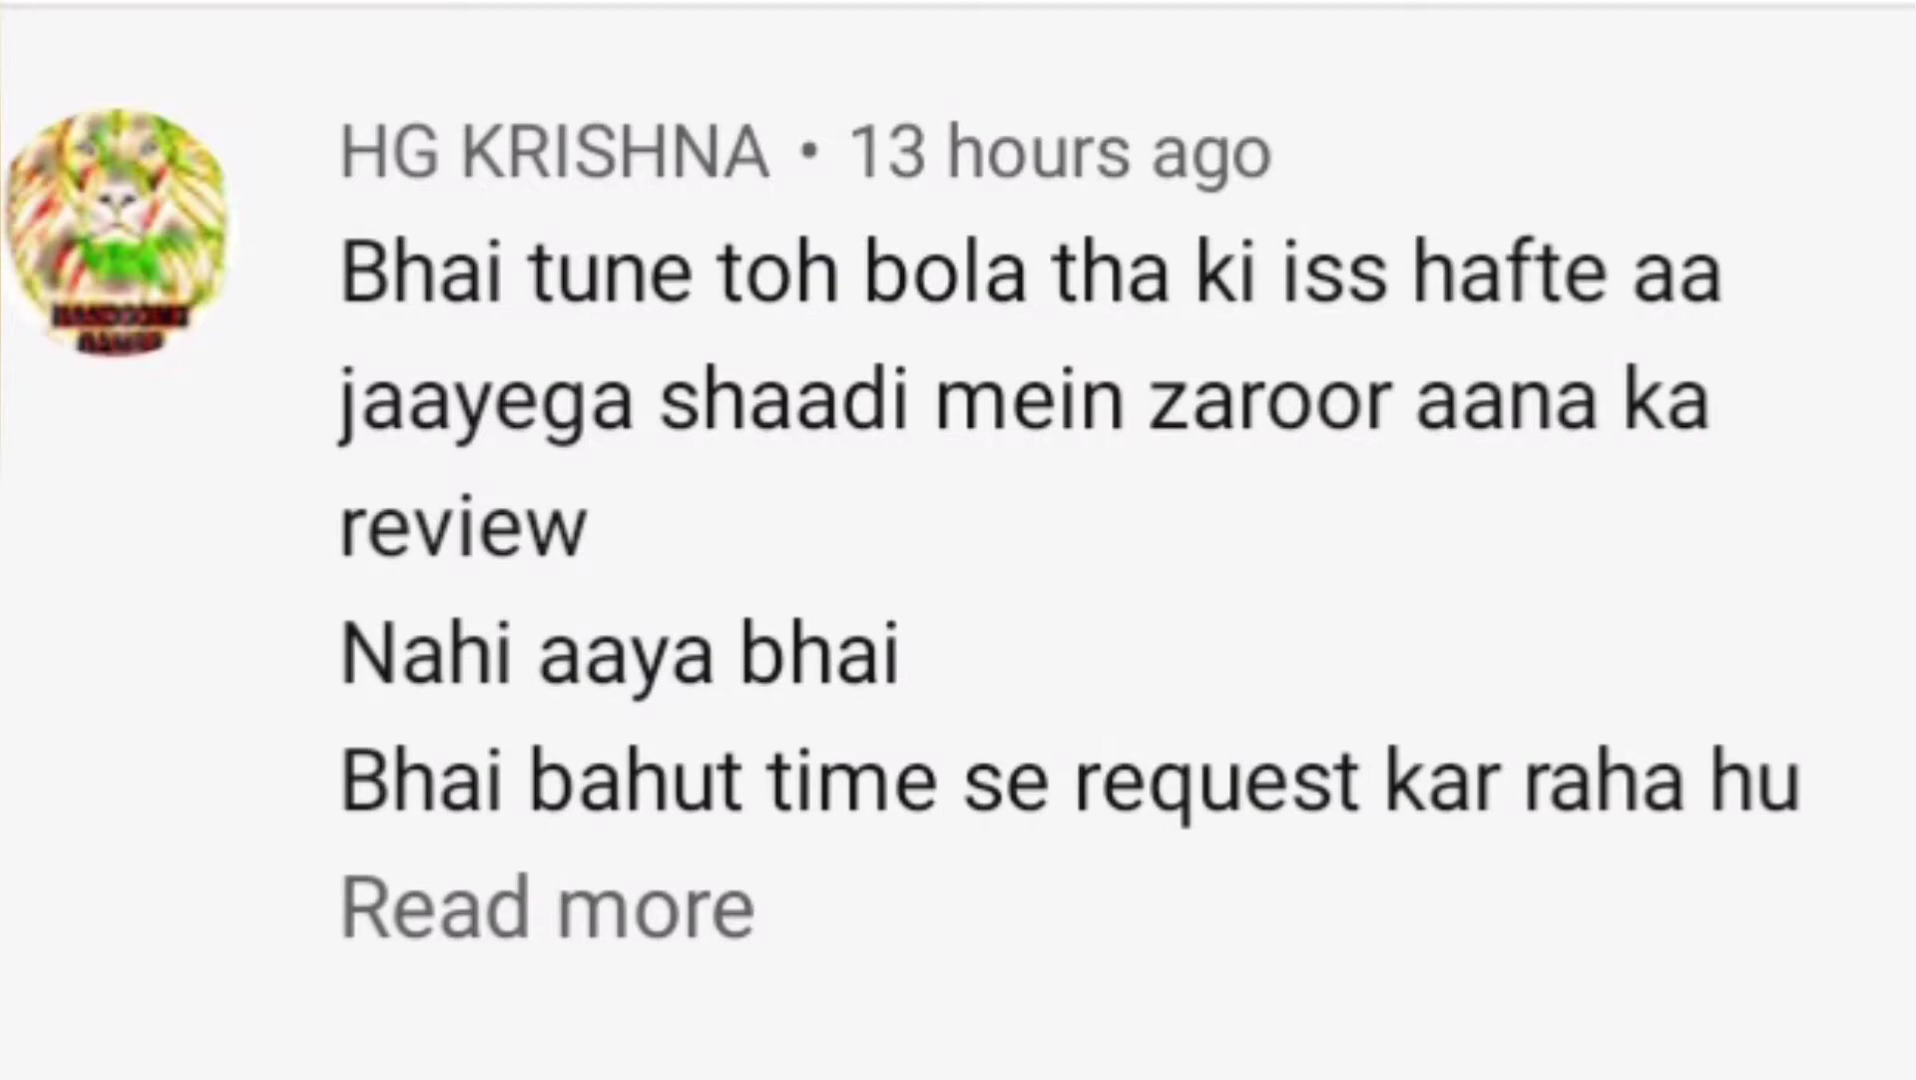 HG KRISHNA • 13 hours ago
Bhai tune toh bola tha ki iss hafte aa
jaayega shaadi mein zaroor aana ka
review
Nahi aaya bhai
Bhai bahut time se request kar raha hu
Read more